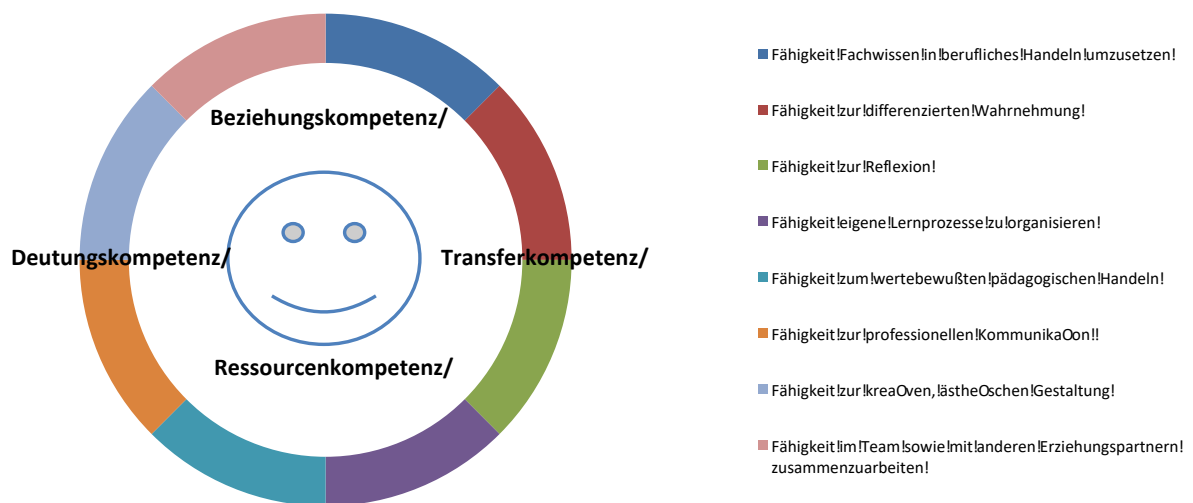 Beziehungskompetenz/
Deutungskompetenz/
Transferkompetenz/
Ressourcenkompetenz/
Fähigkeit!Fachwissen!in!berufliches!Handeln!umzusetzen!
Fähigkeit!zur!differenzierten!Wahrnehmung!
Fähigkeit!zur!Reflexion!
Fähigkeit!eigene!Lernprozesse!zu!organisieren!
Fähigkeit!zum!wertebewußten!pädagogischen!Handeln!
Fähigkeit!zur!professionellen!KommunikaOon!!
Fähigkeit!zur!kreaOven,!ästheOschen!Gestaltung!
Fähigkeit!im!Team!sowie!mit!anderen!Erziehungspartnern!
zusammenzuarbeiten!